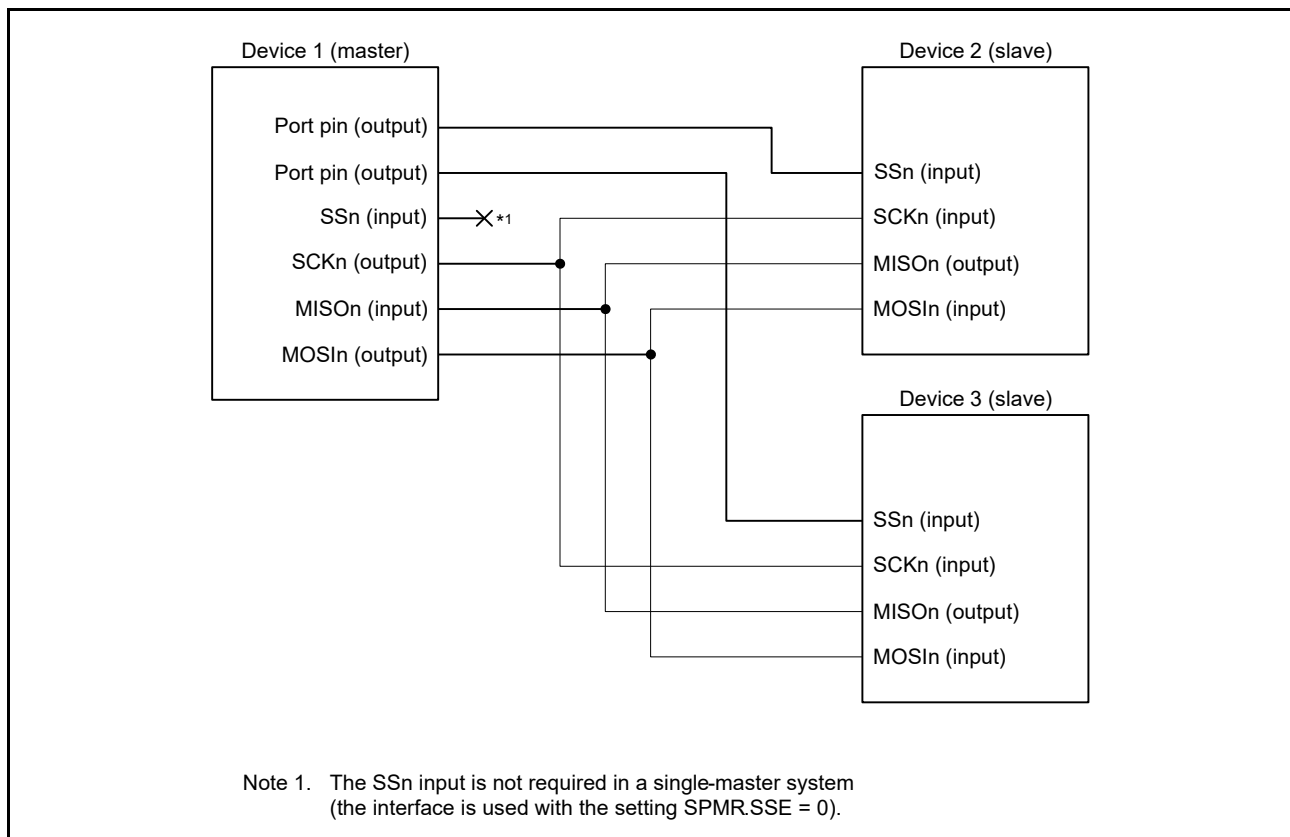 Device 1 (master)
Port pin (output)
Port pin (output)
SSn (input)
*1
SCKn (output)
MISOn (input)
MOSIn (output)
Device 2 (slave)
SSn (input)
SCKn (input)
MISOn (output)
MOSIn (input)
Device 3 (slave)
SSn (input)
SCKn (input)
MISOn (output)
MOSIn (input)
Note 1. The SSn input is not required in a single-master system
(the interface is used with the setting SPMR.SSE = 0).